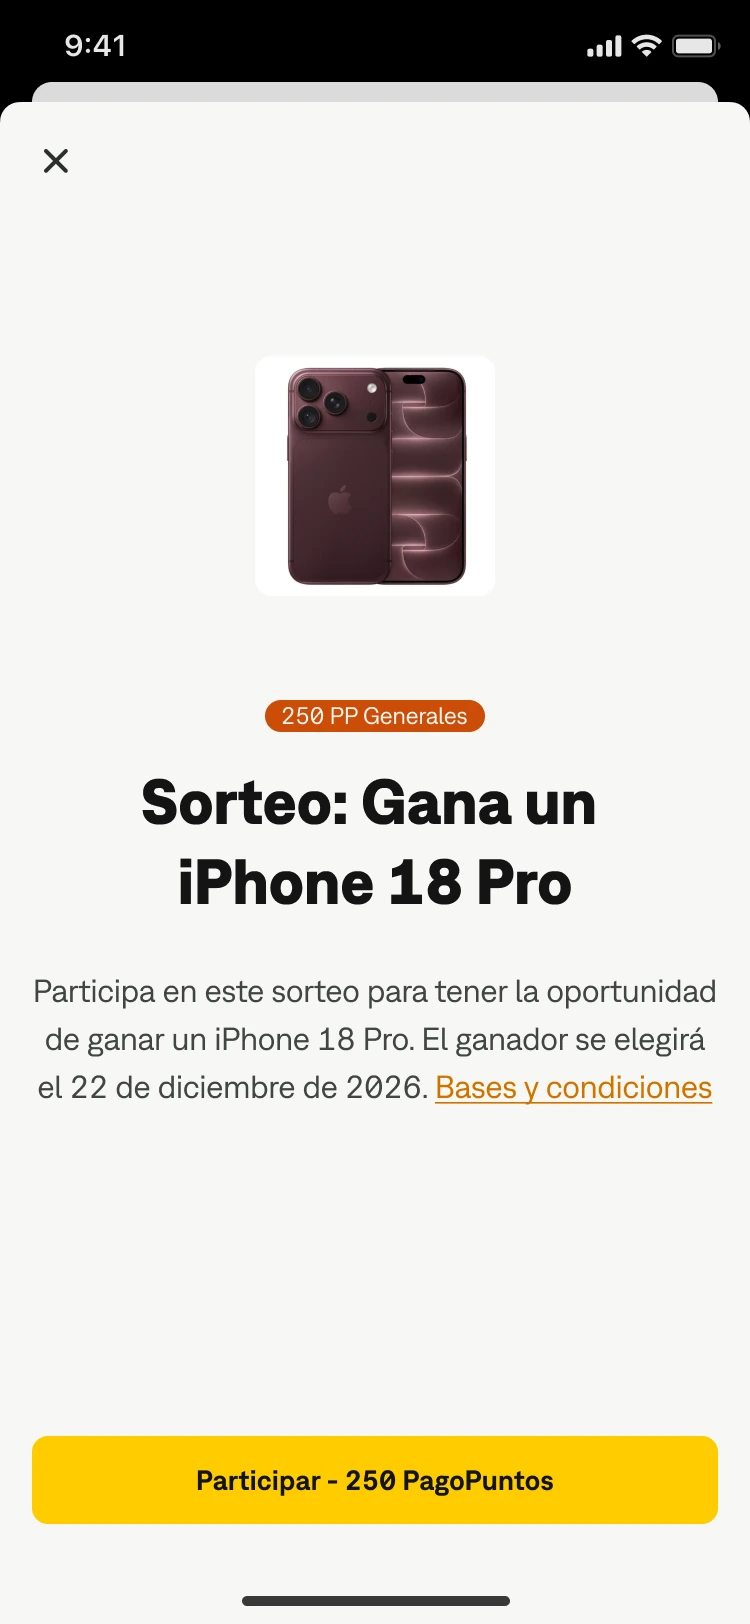 9:41
250 PP Generales
Sorteo: Gana un
iPhone 18 Pro
Participa en este sorteo para tener la oportunidad
de ganar un iPhone 18 Pro. El ganador se elegirá
el 22 de diciembre de 2026. Bases y condiciones
Participar - 250 PagoPuntos